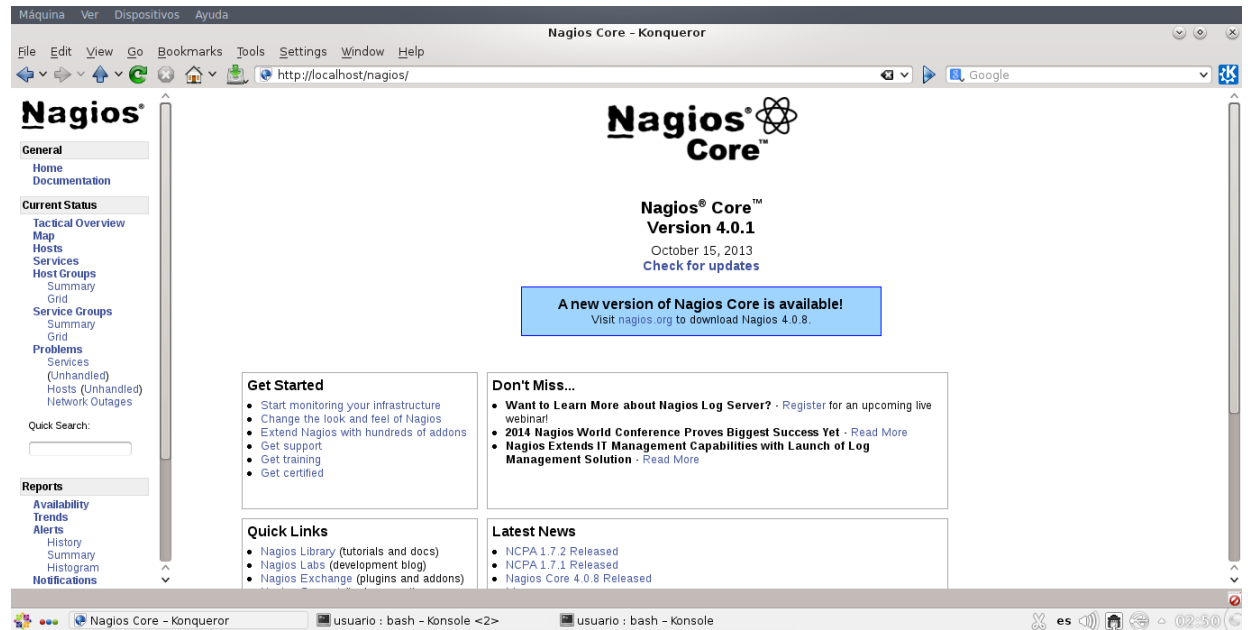 Máquina Ver Dispositivos Ayuda
Nagios Core – Konqueror
File Edit View Go Bookmarks Tools Settings Window Help
http://localhost/nagios/
Google
Nagios®
General
Home
Documentation
Current Status
Tactical Overview
Map
Hosts
Services
Host Groups
Summary
Grid
Service Groups
Summary
Grid
Problems
Services
(Unhandled)
Hosts (Unhandled)
Network Outages
Quick Search:
Reports
Availability
Trends
Alerts
History
Summary
Histogram
Notifications
Nagios®
Core™
Nagios® Core™
Version 4.0.1
October 15, 2013
Check for updates
A new version of Nagios Core is available!
Visit nagios.org to download Nagios 4.0.8.
Get Started
Start monitoring your infrastructure
Change the look and feel of Nagios
Extend Nagios with hundreds of addons
Get support
Get training
Get certified
Don't Miss...
Want to Learn More about Nagios Log Server? - Register for an upcoming live
webinar!
2014 Nagios World Conference Proves Biggest Success Yet - Read More
Nagios Extends IT Management Capabilities with Launch of Log
Management Solution - Read More
Quick Links
Nagios Library (tutorials and docs)
Nagios Labs (development blog)
Nagios Exchange (plugins and addons)
Latest News
NCPA 1.7.2 Released
NCPA 1.7.1 Released
Nagios Core 4.0.8 Released
Nagios Core – Konqueror
usuario : bash – Konsole <2>
usuario : bash – Konsole
es
02:50